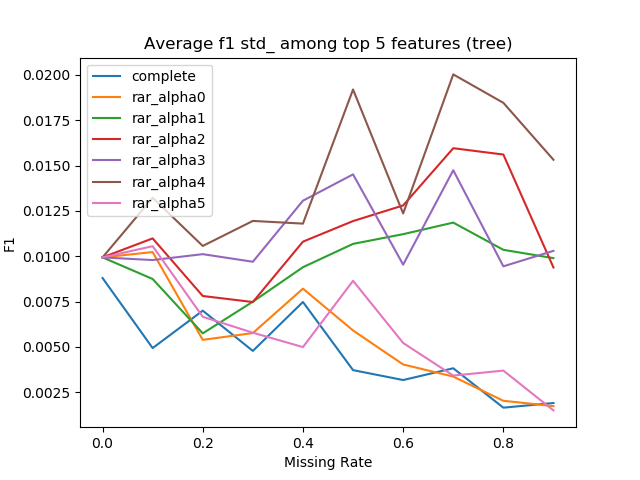 Average f1 std_ among top 5 features (tree)
complete
rar_alpha0
rar_alpha1
rar_alpha2
rar_alpha3
rar_alpha4
rar_alpha5
F1
0.0200
0.0175
0.0150
0.0125
0.0100
0.0075
0.0050
0.0025
0.0 0.2 0.4 0.6 0.8
Missing Rate